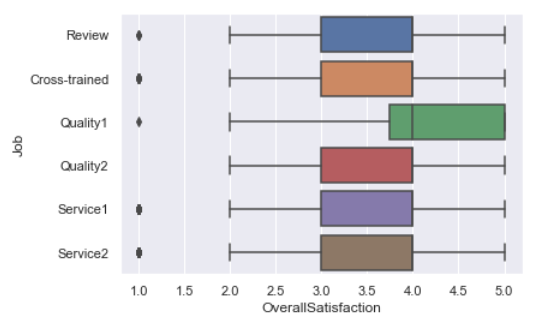 Review
Cross-trained
Quality1
Job
Quality2
Service1
Service2
1.0 1.5 2.0 2.5 3.0 3.5 4.0 4.5 5.0
OverallSatisfaction